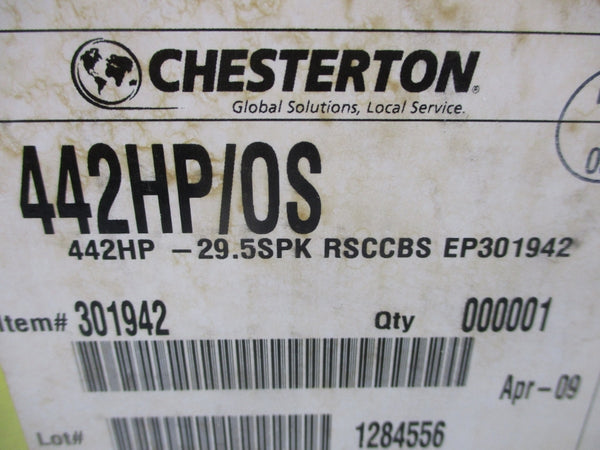 CHESTERTON®
Global Solutions, Local Service.
442HP/OS
442HP -29.5SPK RSCCBS EP301942
Item# 301942 Qty 000001
Apr-09
Lot# 1284556